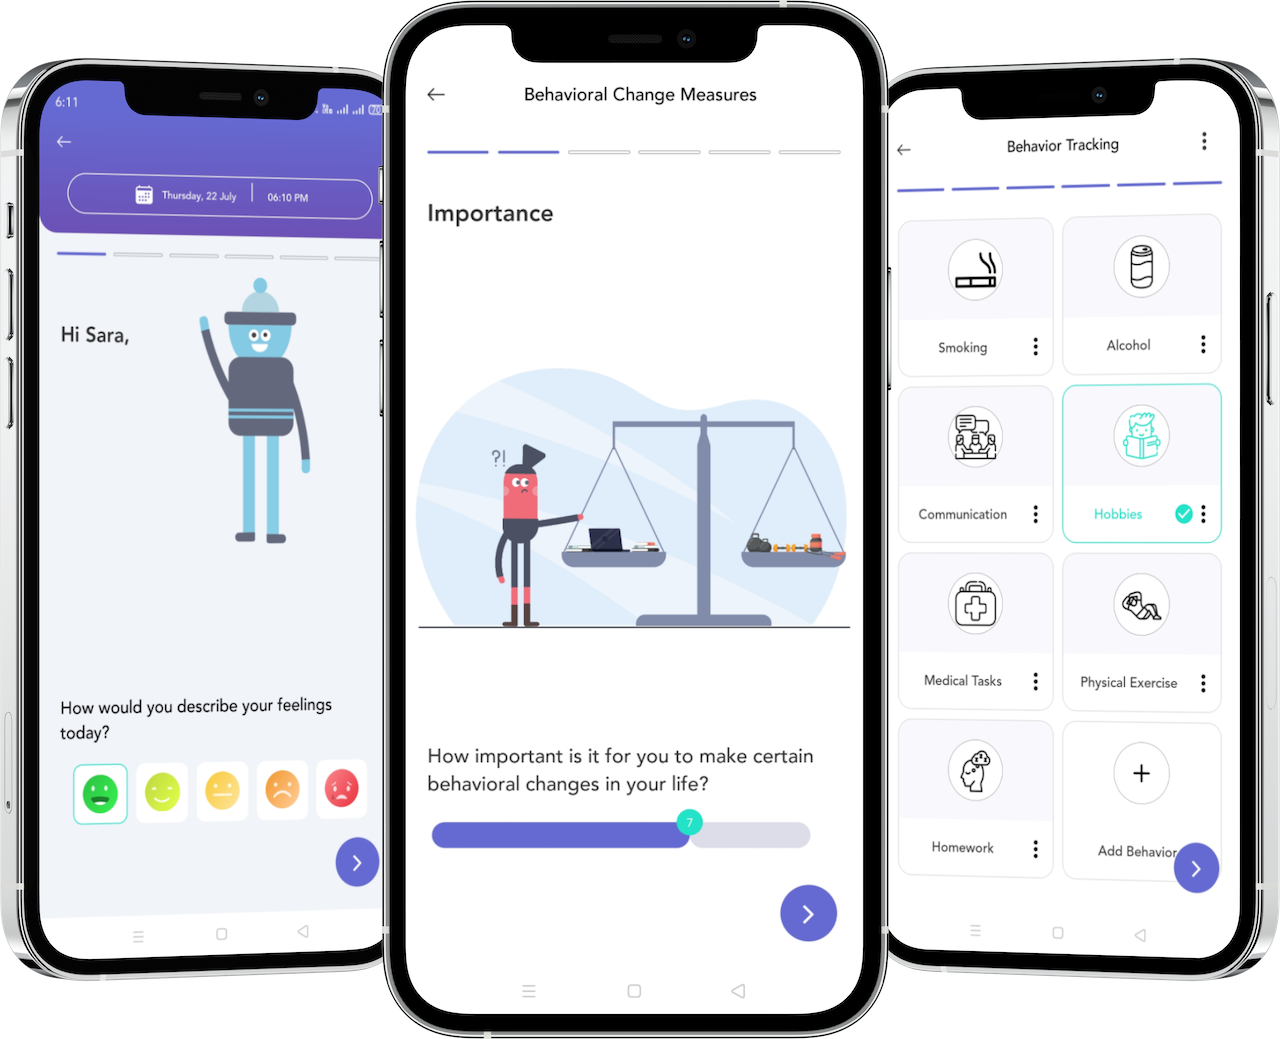 6:11
Thursday, 22 July
06:10 PM
Hi Sara,
How would you describe your feelings
today?
Behavioral Change Measures
Importance
?!
How important is it for you to make certain
behavioral changes in your life?
7
Behavior Tracking
Smoking
Alcohol
Communication
Hobbies
Medical Tasks
Physical Exercise
Homework
Add Behavior